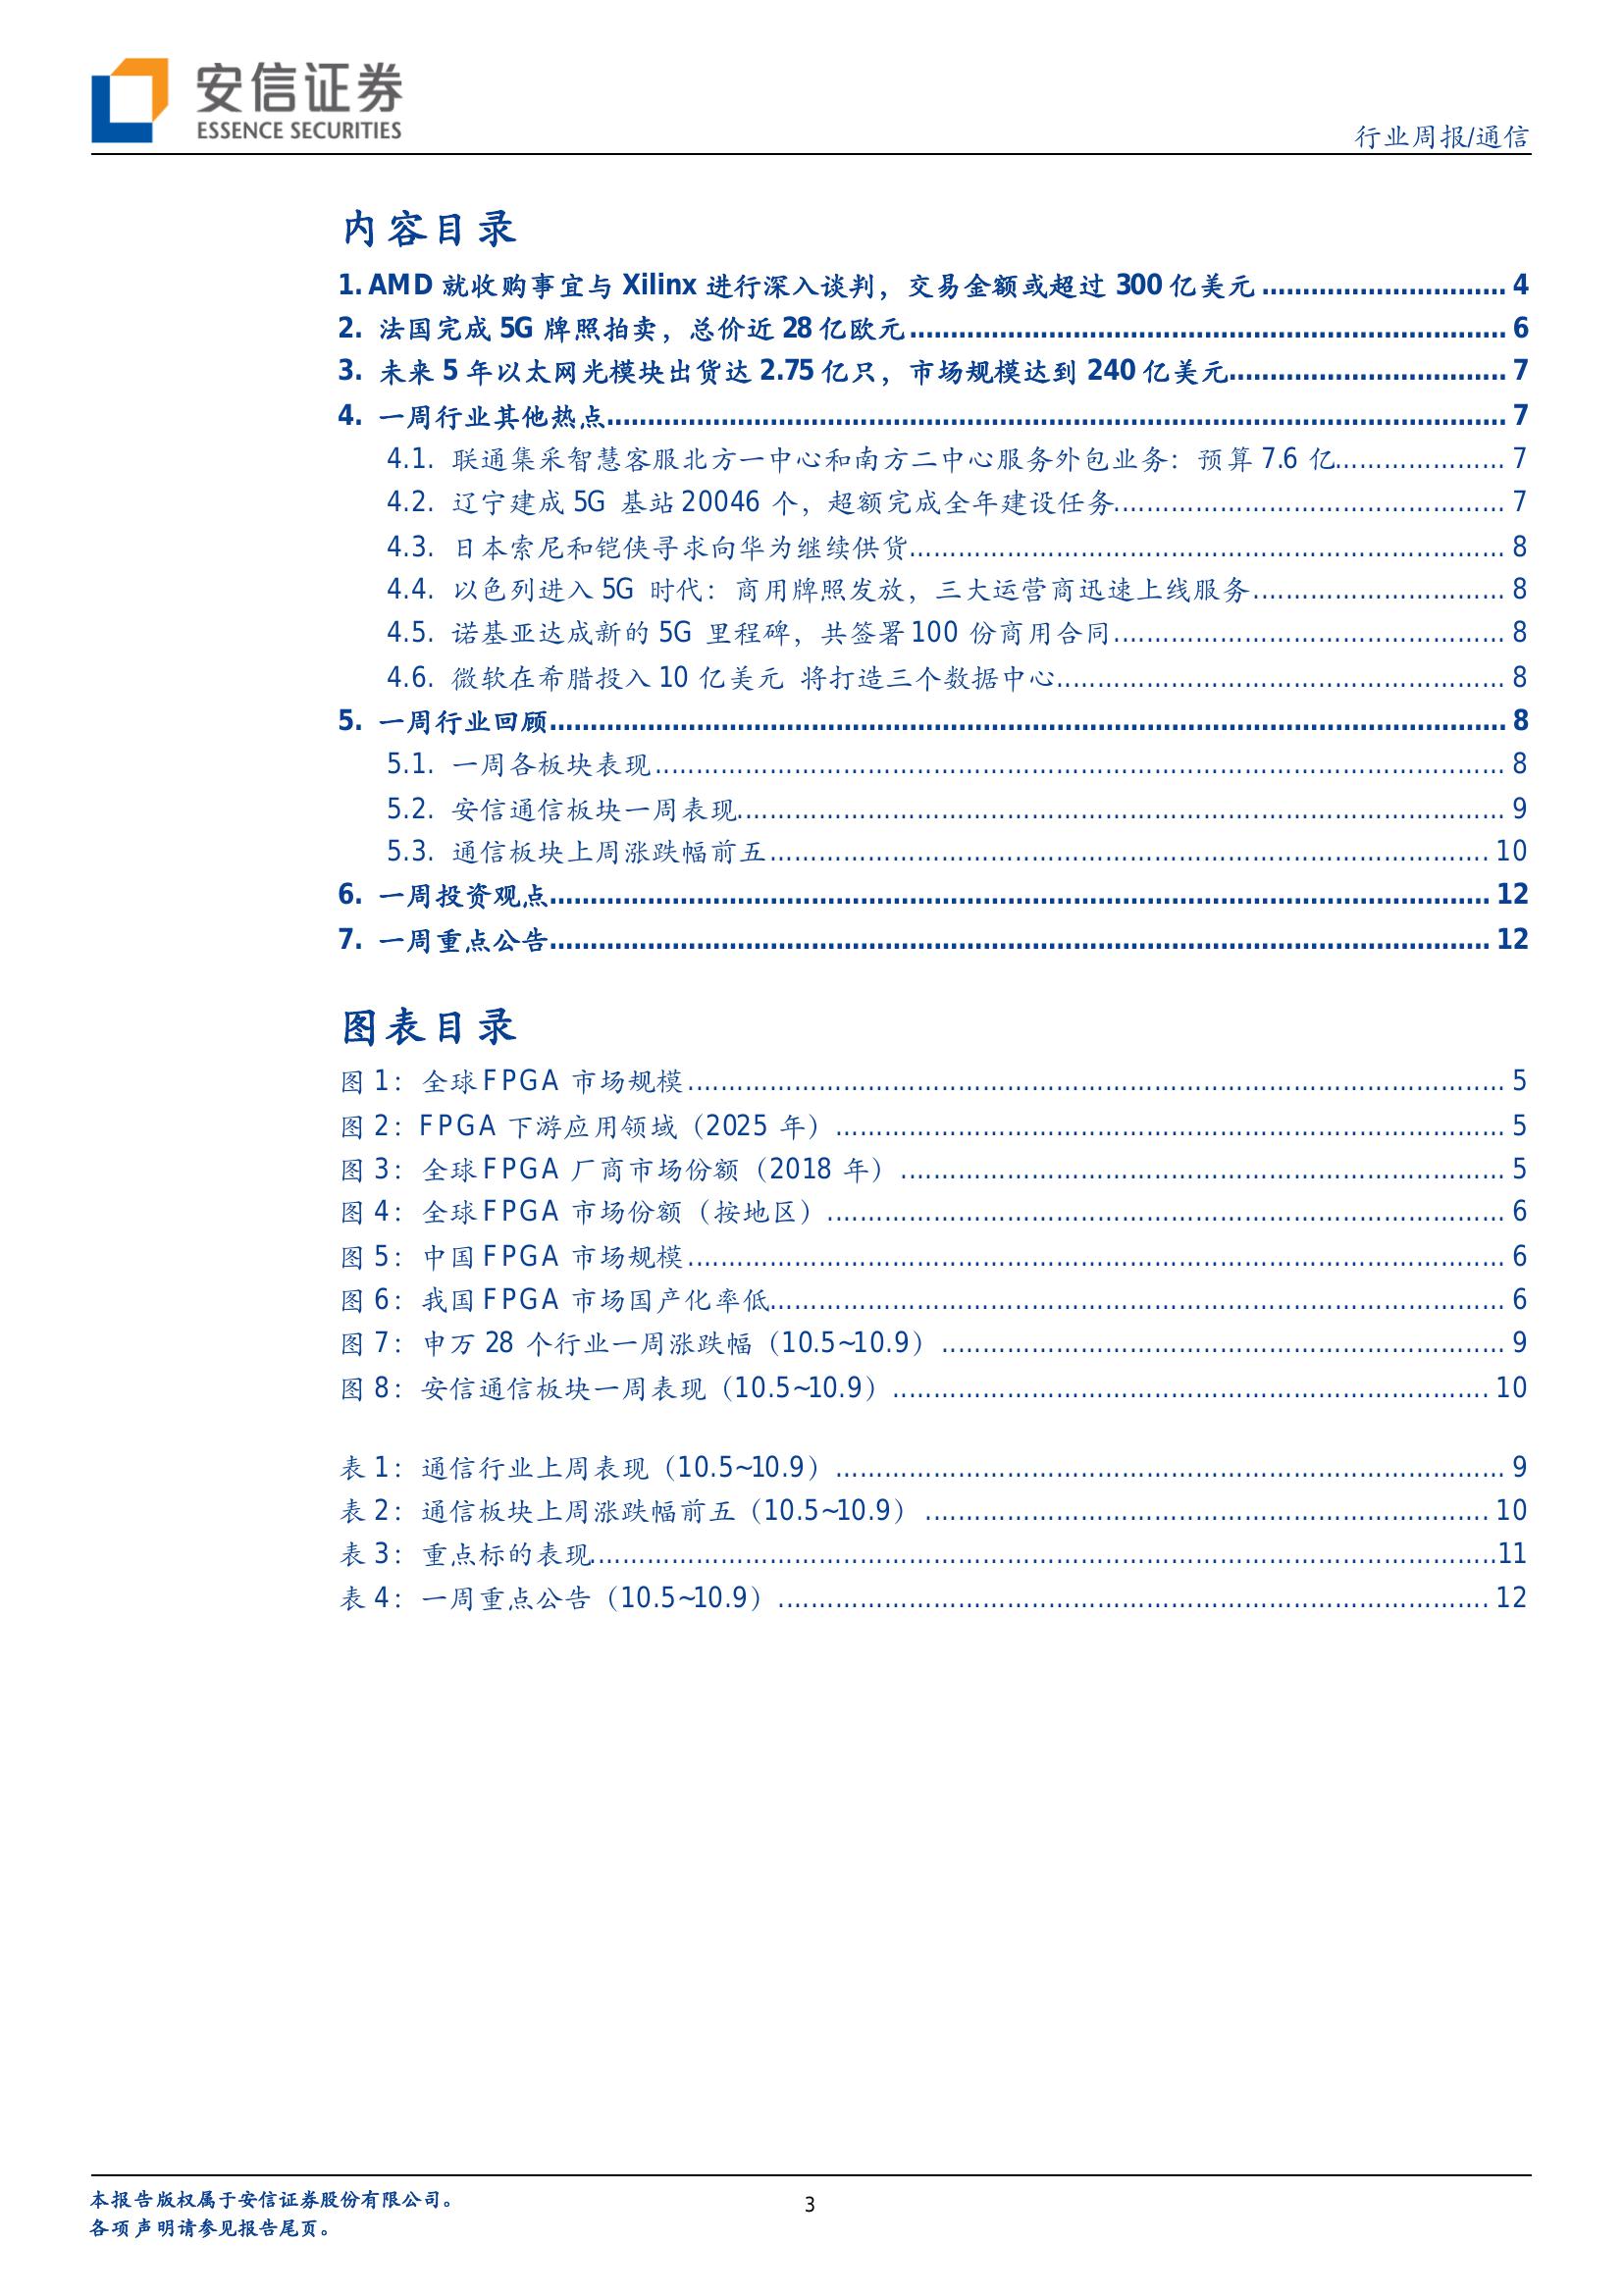 安信证券
ESSENCE SECURITIES
行业周报/通信
内容目录
1. AMD 就收购事宜与 Xilinx 进行深入谈判，交易金额或超过 300 亿美元 ............................. 4
2. 法国完成 5G 牌照拍卖，总价近 28 亿欧元 ............................. 6
3. 未来 5 年以太网光模块出货达 2.75 亿只，市场规模达到 240 亿美元 ............................. 7
4. 一周行业其他热点 ............................. 7
4.1. 联通集采智慧客服北方一中心和南方二中心服务外包业务：预算 7.6 亿 ............................. 7
4.2. 辽宁建成 5G 基站 20046 个，超额完成全年建设任务 ............................. 7
4.3. 日本索尼和铠侠寻求向华为继续供货 ............................. 8
4.4. 以色列进入 5G 时代：商用牌照发放，三大运营商迅速上线服务 ............................. 8
4.5. 诺基亚达成新的 5G 里程碑，共签署 100 份商用合同 ............................. 8
4.6. 微软在希腊投入 10 亿美元 将打造三个数据中心 ............................. 8
5. 一周行业回顾 ............................. 8
5.1. 一周各板块表现 ............................. 8
5.2. 安信通信板块一周表现 ............................. 9
5.3. 通信板块上周涨跌幅前五 ............................. 10
6. 一周投资观点 ............................. 12
7. 一周重点公告 ............................. 12
图表目录
图 1：全球 FPGA 市场规模 ............................. 5
图 2：FPGA 下游应用领域（2025 年） ............................. 5
图 3：全球 FPGA 厂商市场份额（2018 年） ............................. 5
图 4：全球 FPGA 市场份额（按地区） ............................. 6
图 5：中国 FPGA 市场规模 ............................. 6
图 6：我国 FPGA 市场国产化率低 ............................. 6
图 7：申万 28 个行业一周涨跌幅（10.5~10.9） ............................. 9
图 8：安信通信板块一周表现（10.5~10.9） ............................. 10
表 1：通信行业上周表现（10.5~10.9） ............................. 9
表 2：通信板块上周涨跌幅前五（10.5~10.9） ............................. 10
表 3：重点标的表现 ............................. 11
表 4：一周重点公告（10.5~10.9） ............................. 12
本报告版权属于安信证券股份有限公司。
3
各项声明请参见报告尾页。